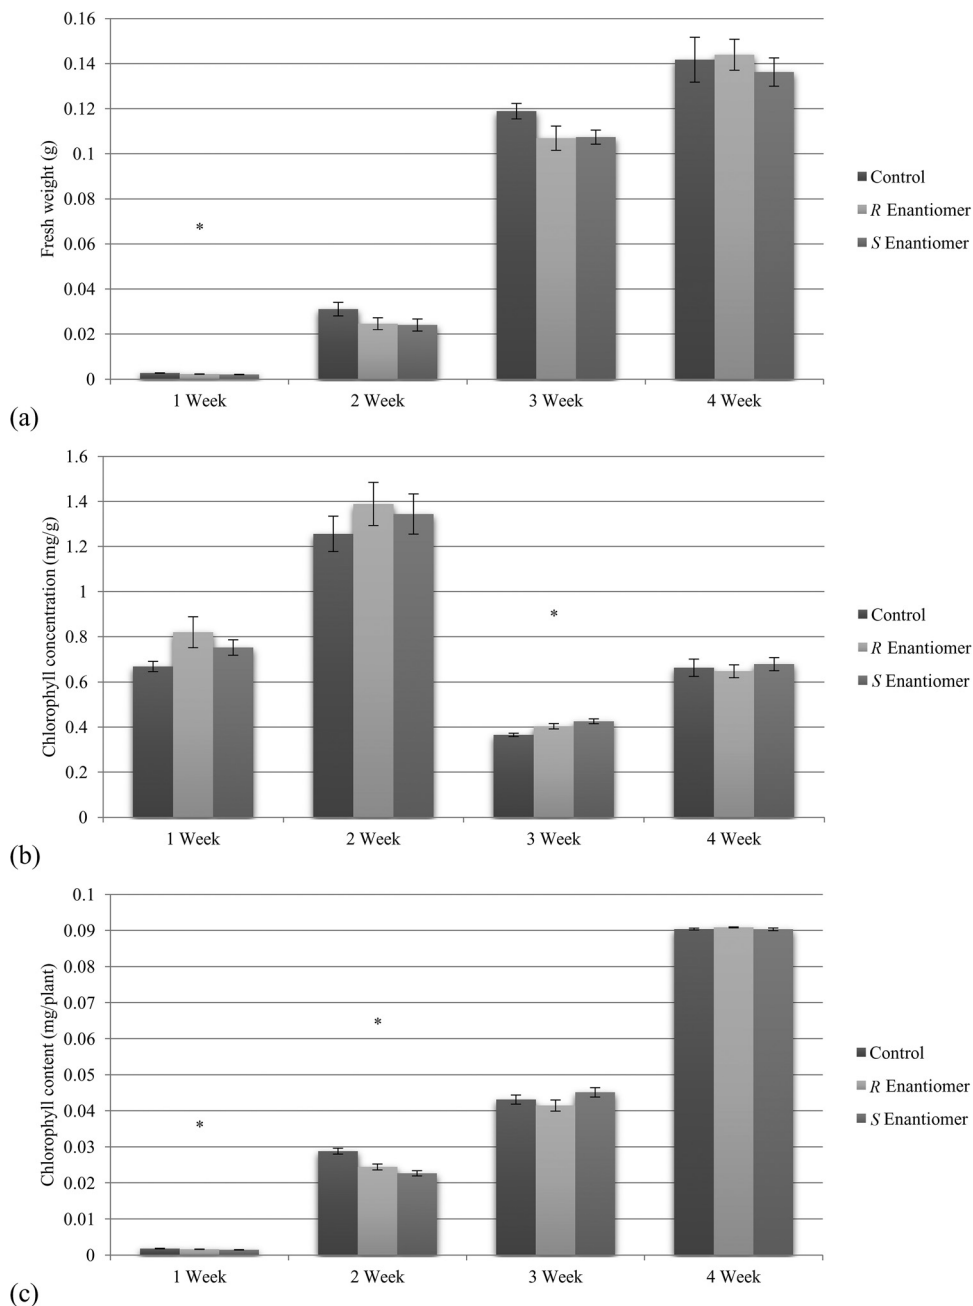 0.16
0.14
0.12
0.1
0.08
0.06
0.04
0.02
0
Fresh weight (g)
*
1 Week 2 Week 3 Week 4 Week
Control
R Enantiomer
S Enantiomer
(a)
1.6
1.4
1.2
1
0.8
0.6
0.4
0.2
0
Chlorophyll concentration (mg/g)
*
1 Week 2 Week 3 Week 4 Week
Control
R Enantiomer
S Enantiomer
(b)
0.1
0.09
0.08
0.07
0.06
0.05
0.04
0.03
0.02
0.01
0
Chlorophyll content (mg/plant)
*
*
1 Week 2 Week 3 Week 4 Week
Control
R Enantiomer
S Enantiomer
(c)